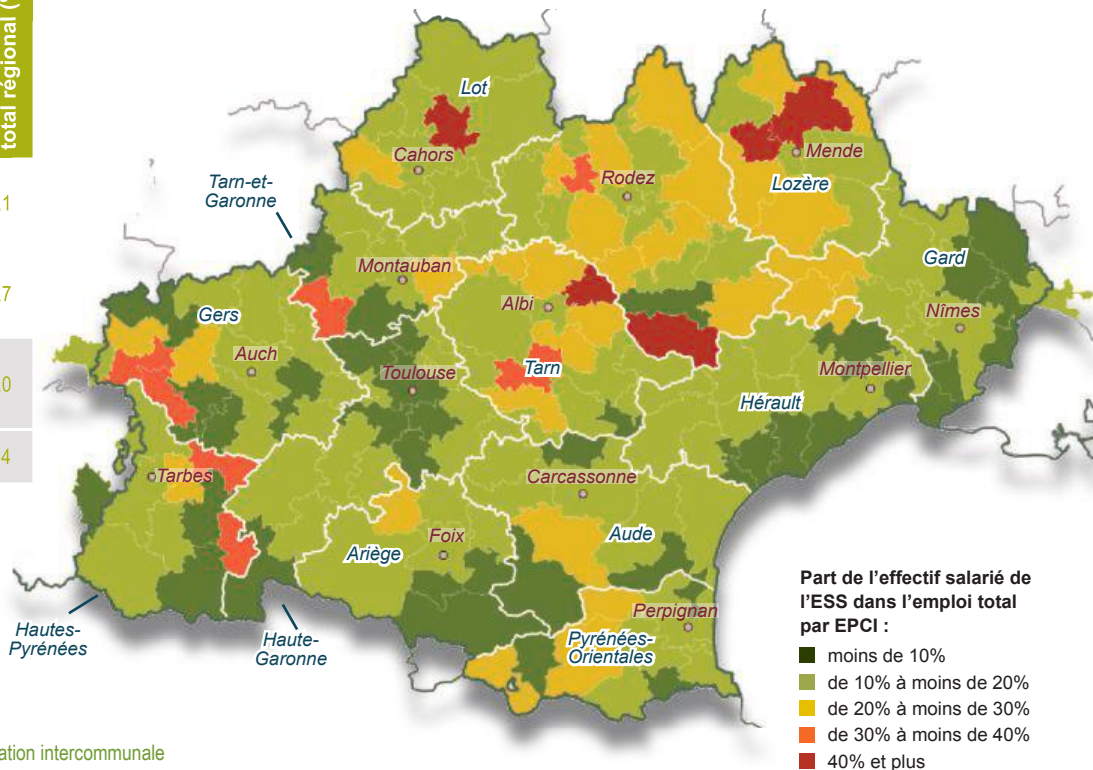 total régional (
,1
,7
,0
4
Lot
Cahors
Tarn-et-
Garonne
Rodez
Mende
Lozère
Gard
Montauban
Albi
Nîmes
Gers
Auch
Toulouse
Tarn
Montpellier
Hérault
Tarbes
Carcassonne
Foix
Ariège
Aude
Perpignan
Hautes-
Pyrénées
Haute-
Garonne
Pyrénées-
Orientales
Part de l’effectif salarié de
l’ESS dans l’emploi total
par EPCI :
moins de 10%
de 10% à moins de 20%
de 20% à moins de 30%
de 30% à moins de 40%
40% et plus
ation intercommunale